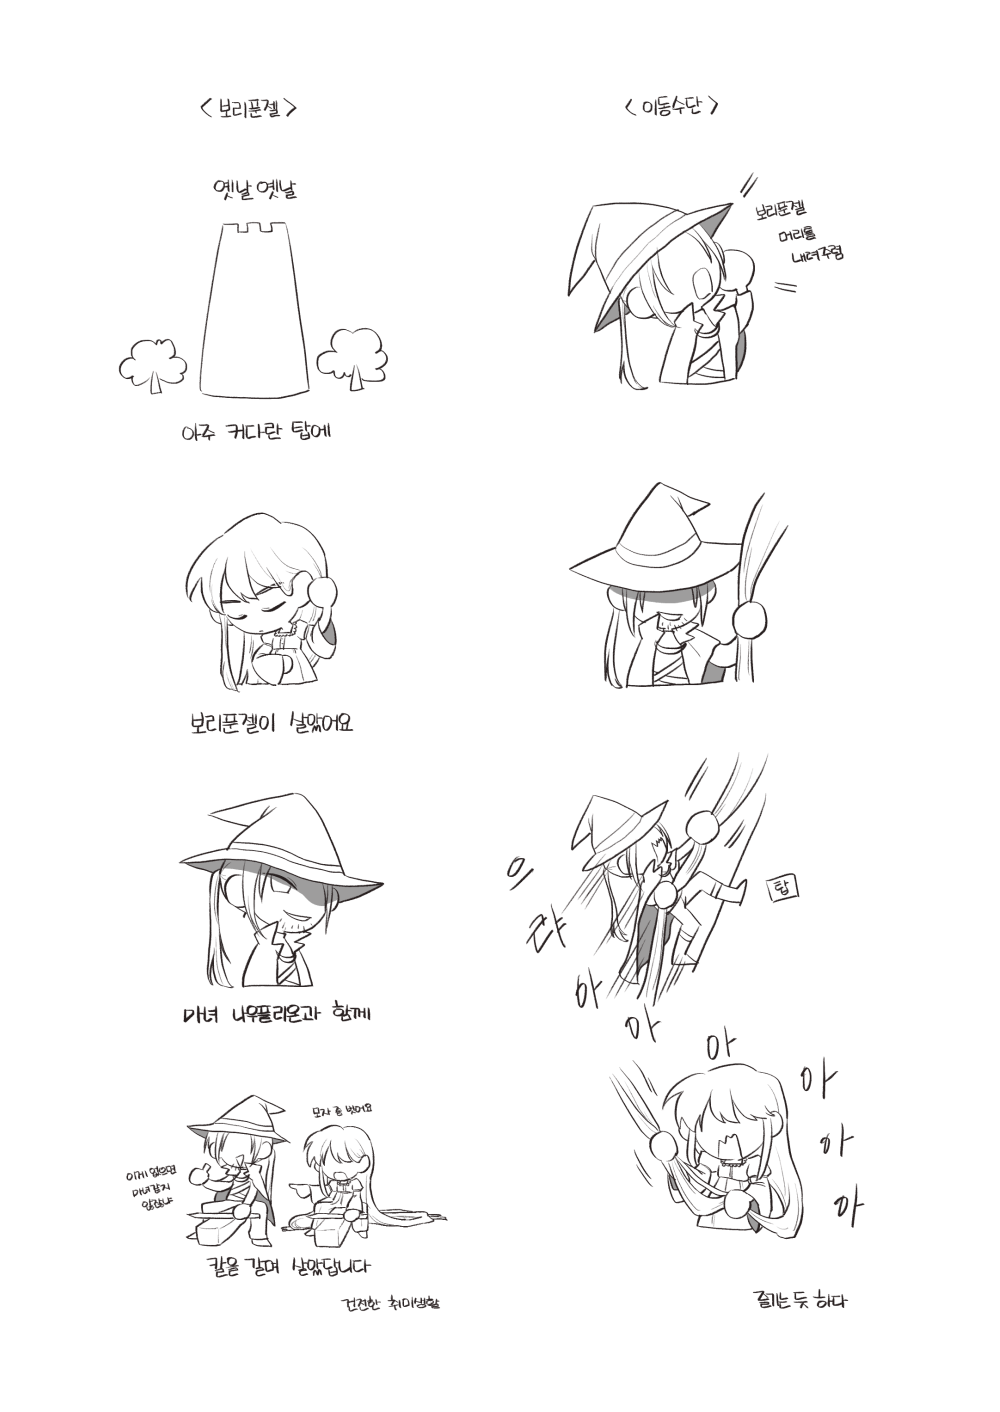 < 보리푼젤 >
옛날 옛날
아주 커다란 탑에
보리푼젤이 살았어요
마녀 나우플리온과 함께
모자 좀 벗어요
이게 없으면
마녀같지
않잖냐
칼을 갈며 살았답니다
건전한 취미생활
< 이동수단 >
보리푼젤
머리를
내려주렴
탑
으
랴
아
아
아
아
아
아
즐기는 듯 하다